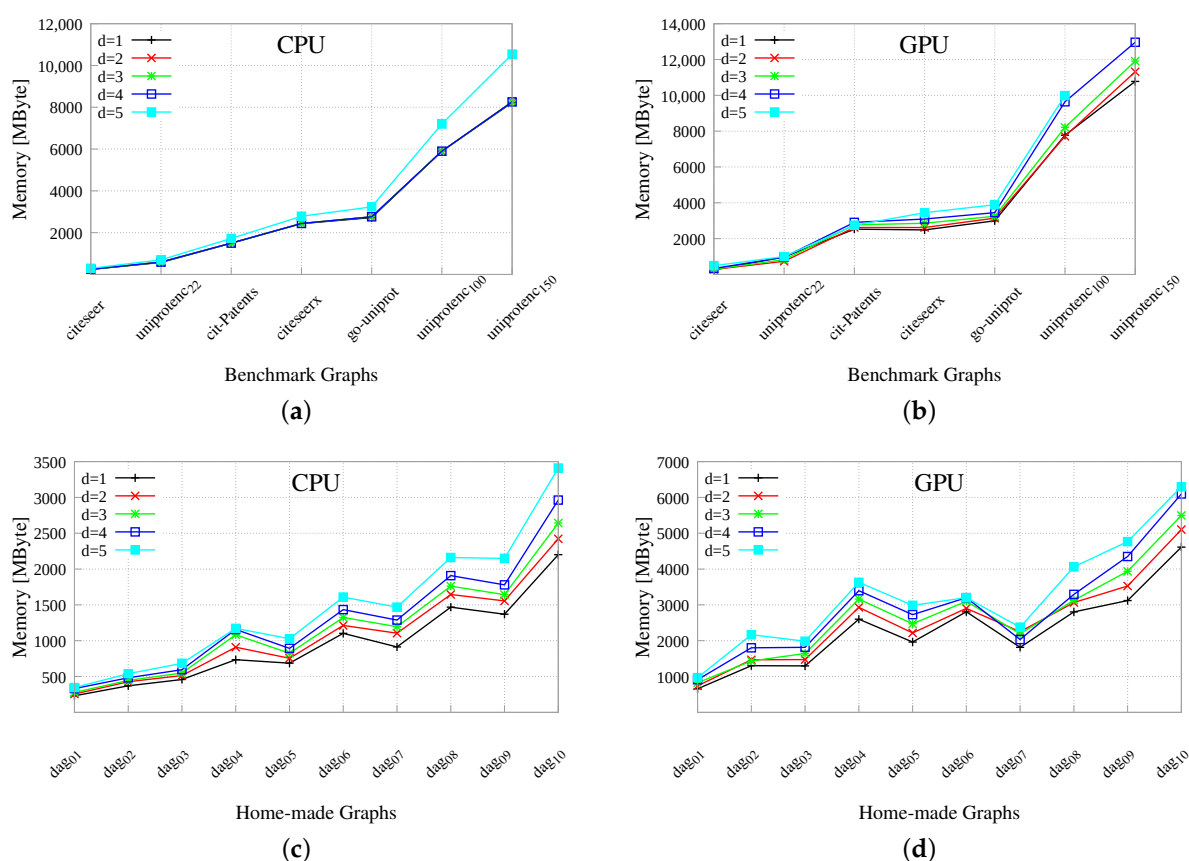 12,000
10,000
8000
6000
4000
2000
Memory [MByte]
d=1
d=2
d=3
d=4
d=5
CPU
citeseer
uniprotenc22
cit-Patents
citeseerx
go-uniprot
uniprotenc100
uniprotenc150
Benchmark Graphs
(a)
14,000
12,000
10,000
8000
6000
4000
2000
Memory [MByte]
d=1
d=2
d=3
d=4
d=5
GPU
citeseer
uniprotenc22
cit-Patents
citeseerx
go-uniprot
uniprotenc100
uniprotenc150
Benchmark Graphs
(b)
3500
3000
2500
2000
1500
1000
500
Memory [MByte]
d=1
d=2
d=3
d=4
d=5
CPU
dag01
dag02
dag03
dag04
dag05
dag06
dag07
dag08
dag09
dag10
Home-made Graphs
(c)
7000
6000
5000
4000
3000
2000
1000
Memory [MByte]
d=1
d=2
d=3
d=4
d=5
GPU
dag01
dag02
dag03
dag04
dag05
dag06
dag07
dag08
dag09
dag10
Home-made Graphs
(d)